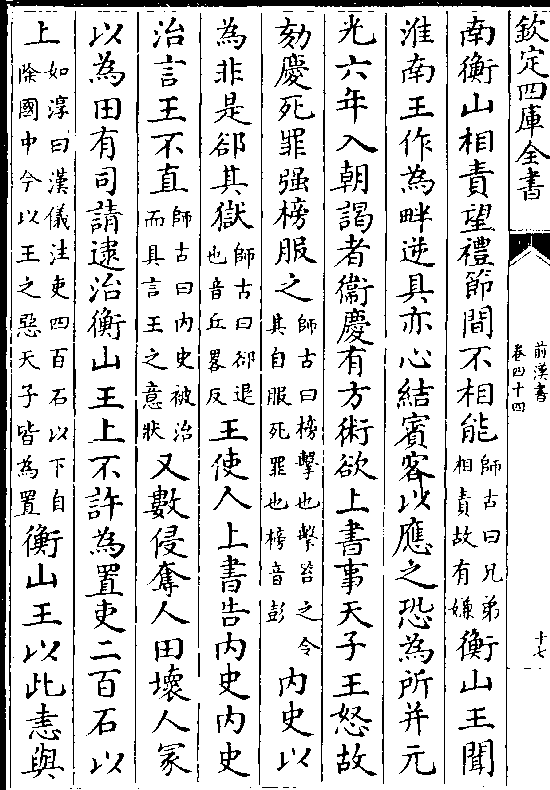 欽定四庫全書
前漢書
卷四十四
十七
南衡山相責望禮節間不相能師古曰兄弟相責故有嫌衡山王聞
淮南王作為畔逆具亦心結賓客以應之恐為所并元
光六年入朝謁者衞慶有方術欲上書事天子王怒故
劾慶死罪强榜服之師古曰榜擊也擊笞之令其自服死罪也榜音彭内史以
為非是郤其獄師古曰郤退也音丘畧反王使人上書告内史内史
治言王不直師古曰内史被治而具言王之意狀又數侵奪人田壞人冢
以為田有司請逮治衡山王上不許為置吏二百石以
上如淳曰漢儀注吏四百石以下自除國中今以王之惡天子皆為置衡山王以此恚與